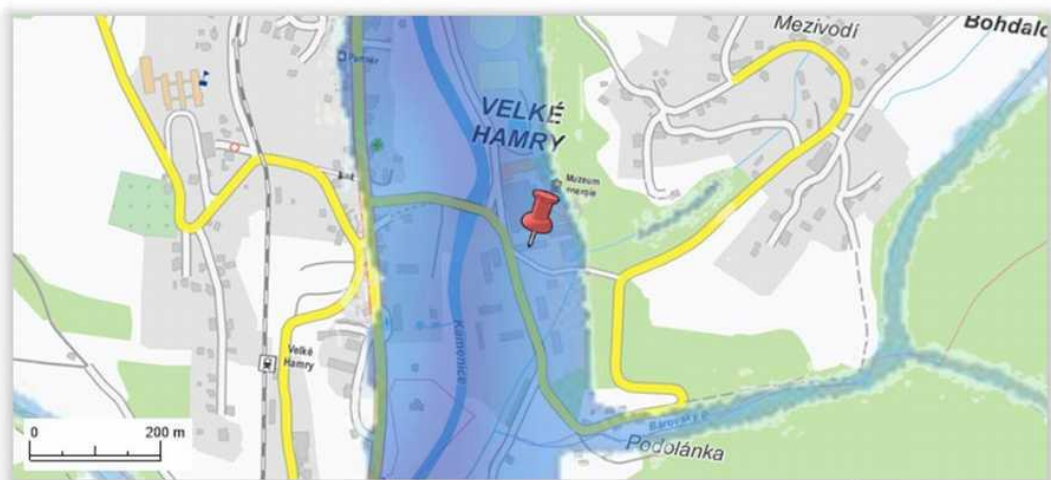 Mezivodí
Bohdalo
Partner
VELKÉ
HAMRY
Muzeum
energie
Kamenice
Velké
Hamry
0 200 m
Podolánka